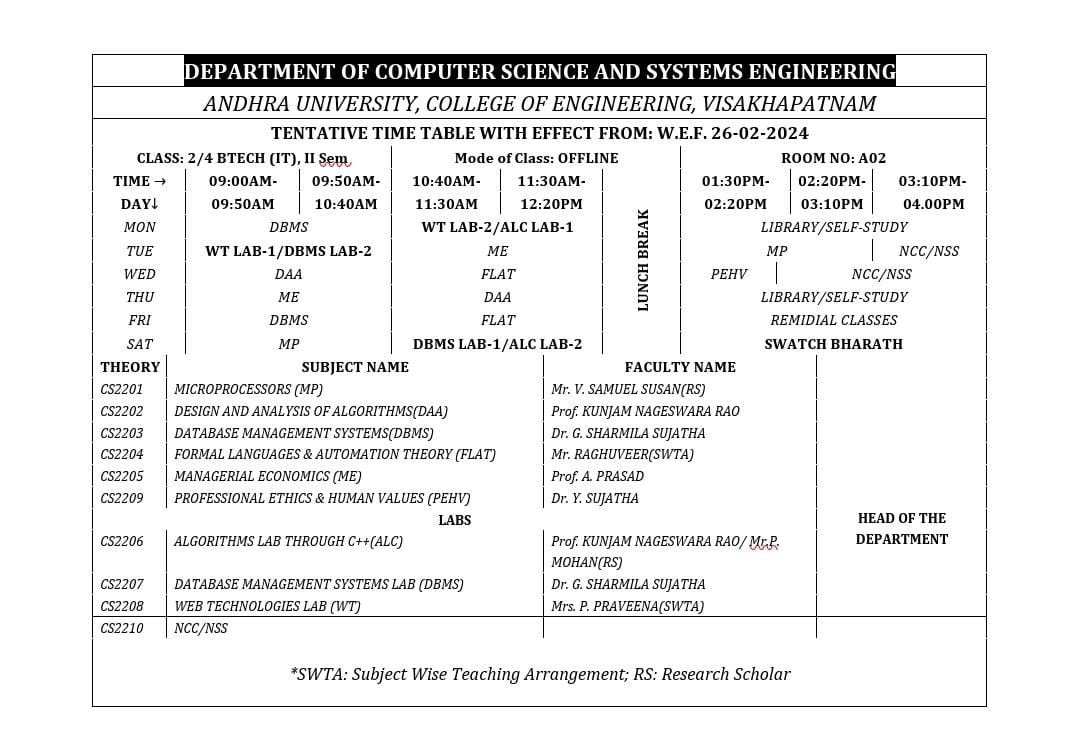 DEPARTMENT OF COMPUTER SCIENCE AND SYSTEMS ENGINEERING
ANDHRA UNIVERSITY, COLLEGE OF ENGINEERING, VISAKHAPATNAM
TENTATIVE TIME TABLE WITH EFFECT FROM: W.E.F. 26-02-2024
CLASS: 2/4 BTECH (IT), II Sem Mode of Class: OFFLINE ROOM NO: A02
TIME → 09:00AM- 09:50AM- 10:40AM- 11:30AM- 01:30PM- 02:20PM- 03:10PM-
DAY↓ 09:50AM 10:40AM 11:30AM 12:20PM 02:20PM 03:10PM 04.00PM
LUNCH BREAK
MON DBMS WT LAB-2/ALC LAB-1 LIBRARY/SELF-STUDY
TUE WT LAB-1/DBMS LAB-2 ME MP NCC/NSS
WED DAA FLAT PEHV NCC/NSS
THU ME DAA LIBRARY/SELF-STUDY
FRI DBMS FLAT REMIDIAL CLASSES
SAT MP DBMS LAB-1/ALC LAB-2 SWATCH BHARATH
THEORY SUBJECT NAME FACULTY NAME
CS2201 MICROPROCESSORS (MP) Mr. V. SAMUEL SUSAN(RS)
CS2202 DESIGN AND ANALYSIS OF ALGORITHMS(DAA) Prof. KUNJAM NAGESWARA RAO
CS2203 DATABASE MANAGEMENT SYSTEMS(DBMS) Dr. G. SHARMILA SUJATHA
CS2204 FORMAL LANGUAGES & AUTOMATION THEORY (FLAT) Mr. RAGHUVEER(SWTA)
CS2205 MANAGERIAL ECONOMICS (ME) Prof. A. PRASAD
CS2209 PROFESSIONAL ETHICS & HUMAN VALUES (PEHV) Dr. Y. SUJATHA
LABS
HEAD OF THE
DEPARTMENT
CS2206 ALGORITHMS LAB THROUGH C++(ALC) Prof. KUNJAM NAGESWARA RAO/ Mr.P.
MOHAN(RS)
CS2207 DATABASE MANAGEMENT SYSTEMS LAB (DBMS) Dr. G. SHARMILA SUJATHA
CS2208 WEB TECHNOLOGIES LAB (WT) Mrs. P. PRAVEENA(SWTA)
CS2210 NCC/NSS
*SWTA: Subject Wise Teaching Arrangement; RS: Research Scholar